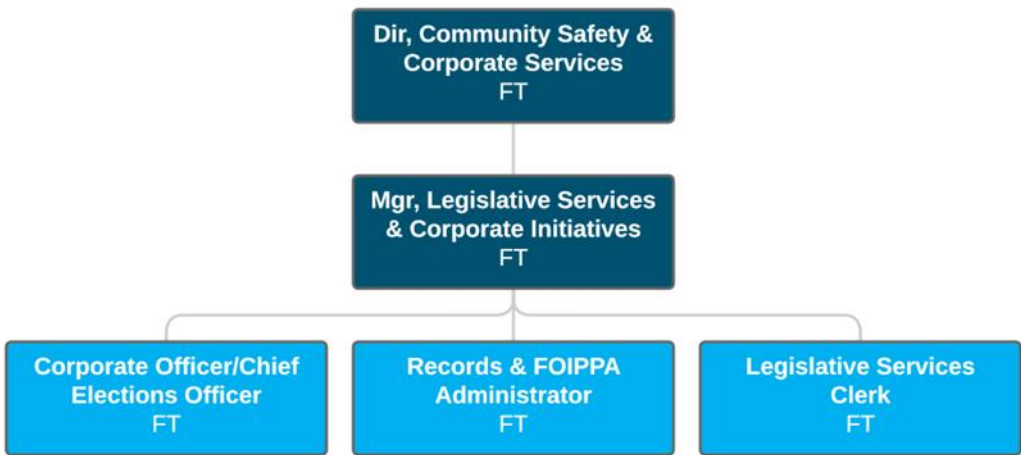 Dir, Community Safety &
Corporate Services
FT
Mgr, Legislative Services
& Corporate Initiatives
FT
Corporate Officer/Chief
Elections Officer
FT
Records & FOIPPA
Administrator
FT
Legislative Services
Clerk
FT